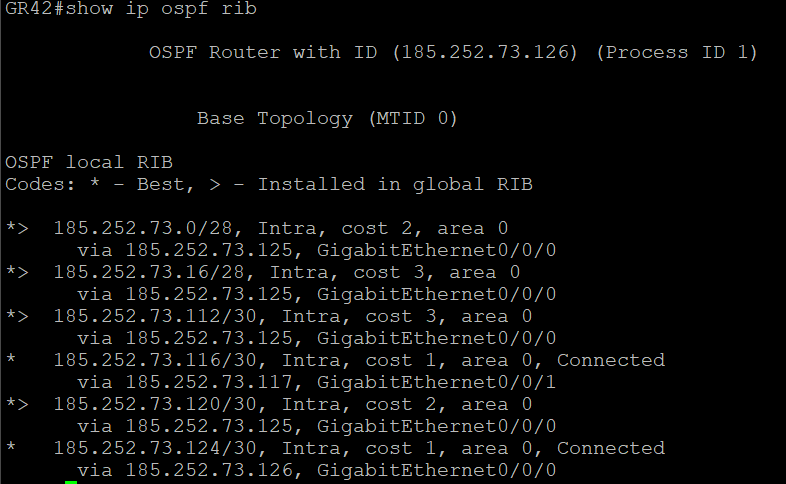 GR42#show ip ospf rib
OSPF Router with ID (185.252.73.126) (Process ID 1)
Base Topology (MTID 0)
OSPF local RIB
Codes: * - Best, > - Installed in global RIB
*>  185.252.73.0/28, Intra, cost 2, area 0
via 185.252.73.125, GigabitEthernet0/0/0
*>  185.252.73.16/28, Intra, cost 3, area 0
via 185.252.73.125, GigabitEthernet0/0/0
*>  185.252.73.112/30, Intra, cost 3, area 0
via 185.252.73.125, GigabitEthernet0/0/0
*   185.252.73.116/30, Intra, cost 1, area 0, Connected
via 185.252.73.117, GigabitEthernet0/0/1
*>  185.252.73.120/30, Intra, cost 2, area 0
via 185.252.73.125, GigabitEthernet0/0/0
*   185.252.73.124/30, Intra, cost 1, area 0, Connected
via 185.252.73.126, GigabitEthernet0/0/0